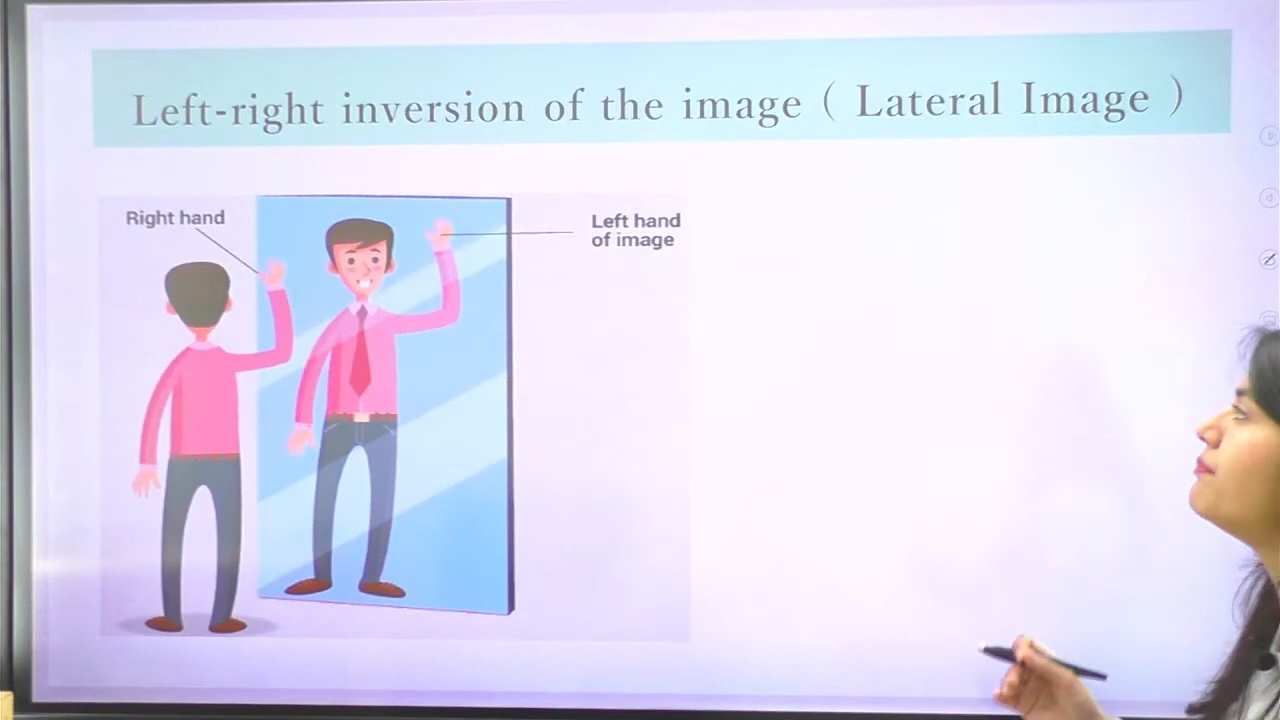 Left-right inversion of the image ( Lateral Image )
Right hand
Left hand
of image